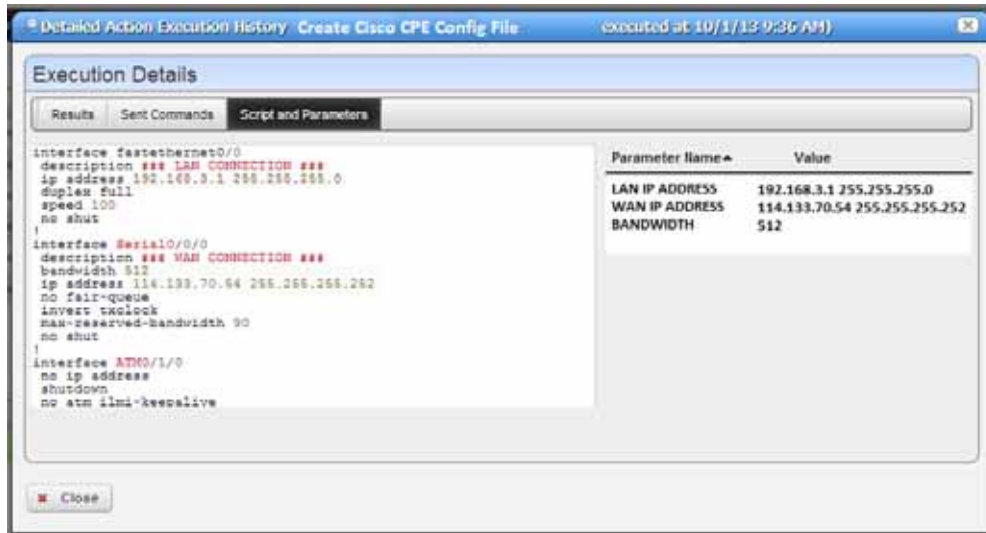 Detailed Action Execution History Create Cisco CPE Config File executed at 10/1/13 9:36 AM)
Execution Details
Results Sent Commands Script and Parameters
interface fastethernet0/0
description ### LAN CONNECTION ###
ip address 192.168.3.1 255.255.255.0
duplex full
speed 100
no shut
!
interface Serial0/0/0
description ### WAN CONNECTION ###
bandwidth 512
ip address 114.133.70.54 255.255.255.252
no fair-queue
invert txclock
max-reserved-bandwidth 90
no shut
!
interface ATM0/1/0
no ip address
shutdown
no atm ilmi-keepalive
Parameter Name Value
LAN IP ADDRESS 192.168.3.1 255.255.255.0
WAN IP ADDRESS 114.133.70.54 255.255.255.252
BANDWIDTH 512
Close